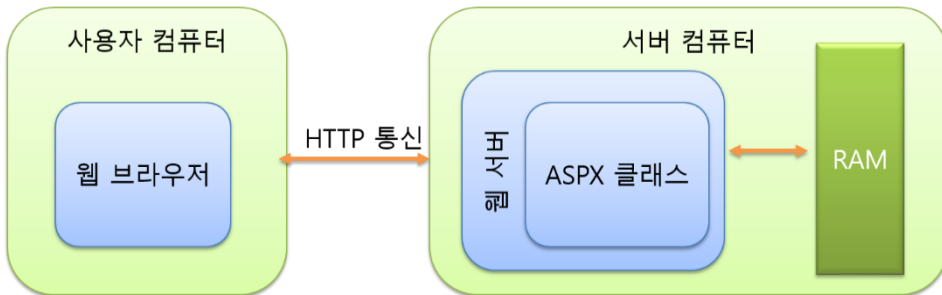 사용자 컴퓨터
웹 브라우저
HTTP 통신
서버 컴퓨터
웹 서버
ASPX 클래스
RAM